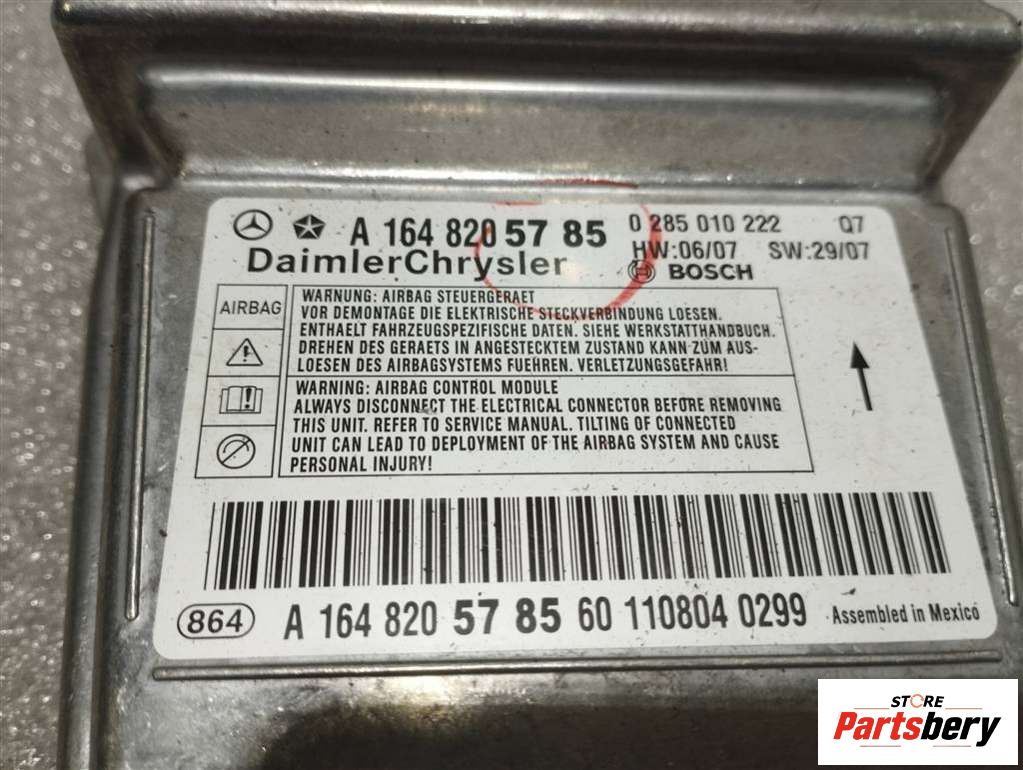 A 164 820 57 85
0 285 010 222 Q7
HW:06/07 SW:29/07
DaimlerChrysler
BOSCH
AIRBAG
WARNUNG: AIRBAG STEUERGERAET
VOR DEMONTAGE DIE ELEKTRISCHE STECKVERBINDUNG LOESEN.
ENTHAELT FAHRZEUGSPEZIFISCHE DATEN. SIEHE WERKSTATTHANDBUCH.
DREHEN DES GERAETS IN ANGESTECKTEM ZUSTAND KANN ZUM AUS-
LOESEN DES AIRBAGSYSTEMS FUEHREN. VERLETZUNGSGEFAHR!
WARNING: AIRBAG CONTROL MODULE
ALWAYS DISCONNECT THE ELECTRICAL CONNECTOR BEFORE REMOVING
THIS UNIT. REFER TO SERVICE MANUAL. TILTING OF CONNECTED
UNIT CAN LEAD TO DEPLOYMENT OF THE AIRBAG SYSTEM AND CAUSE
PERSONAL INJURY!
864 A 164 820 57 85 60 110804 0299 Assembled in Mexico
STORE
Partsbery